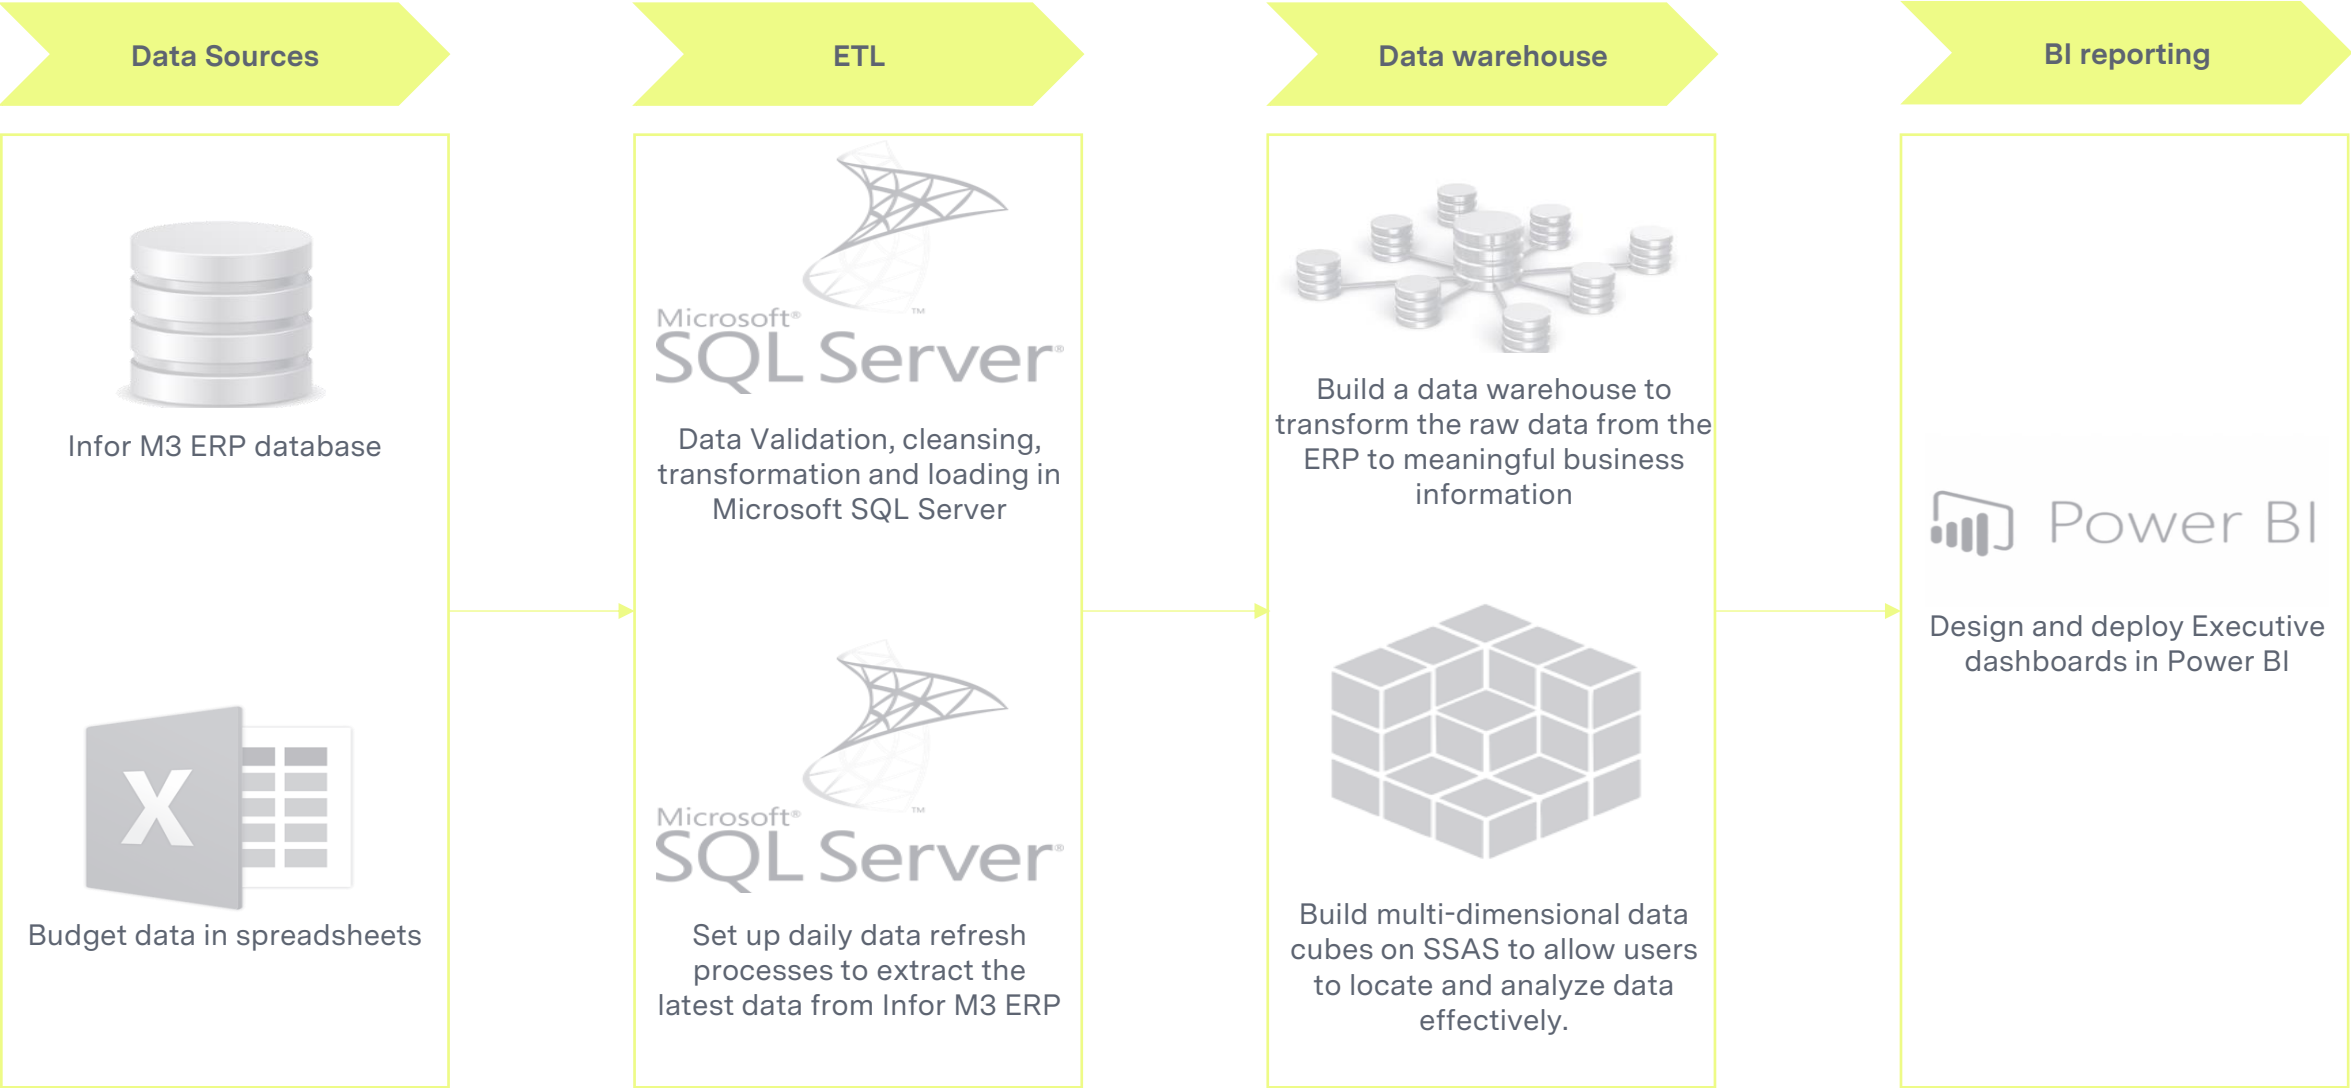 Data Sources
ETL
Data warehouse
BI reporting
Infor M3 ERP database
X
Budget data in spreadsheets
Microsoft®
™
SQL Server®
Data Validation, cleansing,
transformation and loading in
Microsoft SQL Server
Microsoft®
™
SQL Server®
Set up daily data refresh
processes to extract the
latest data from Infor M3 ERP
Build a data warehouse to
transform the raw data from the
ERP to meaningful business
information
Build multi-dimensional data
cubes on SSAS to allow users
to locate and analyze data
effectively.
Power BI
Design and deploy Executive
dashboards in Power BI